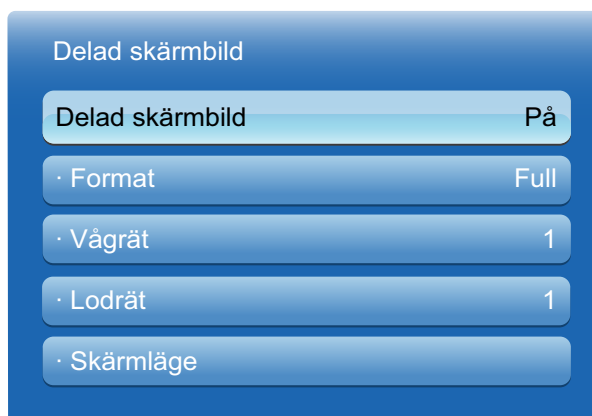 Delad skärmbild
Delad skärmbild På
· Format Full
· Vågrät 1
· Lodrät 1
· Skärmläge